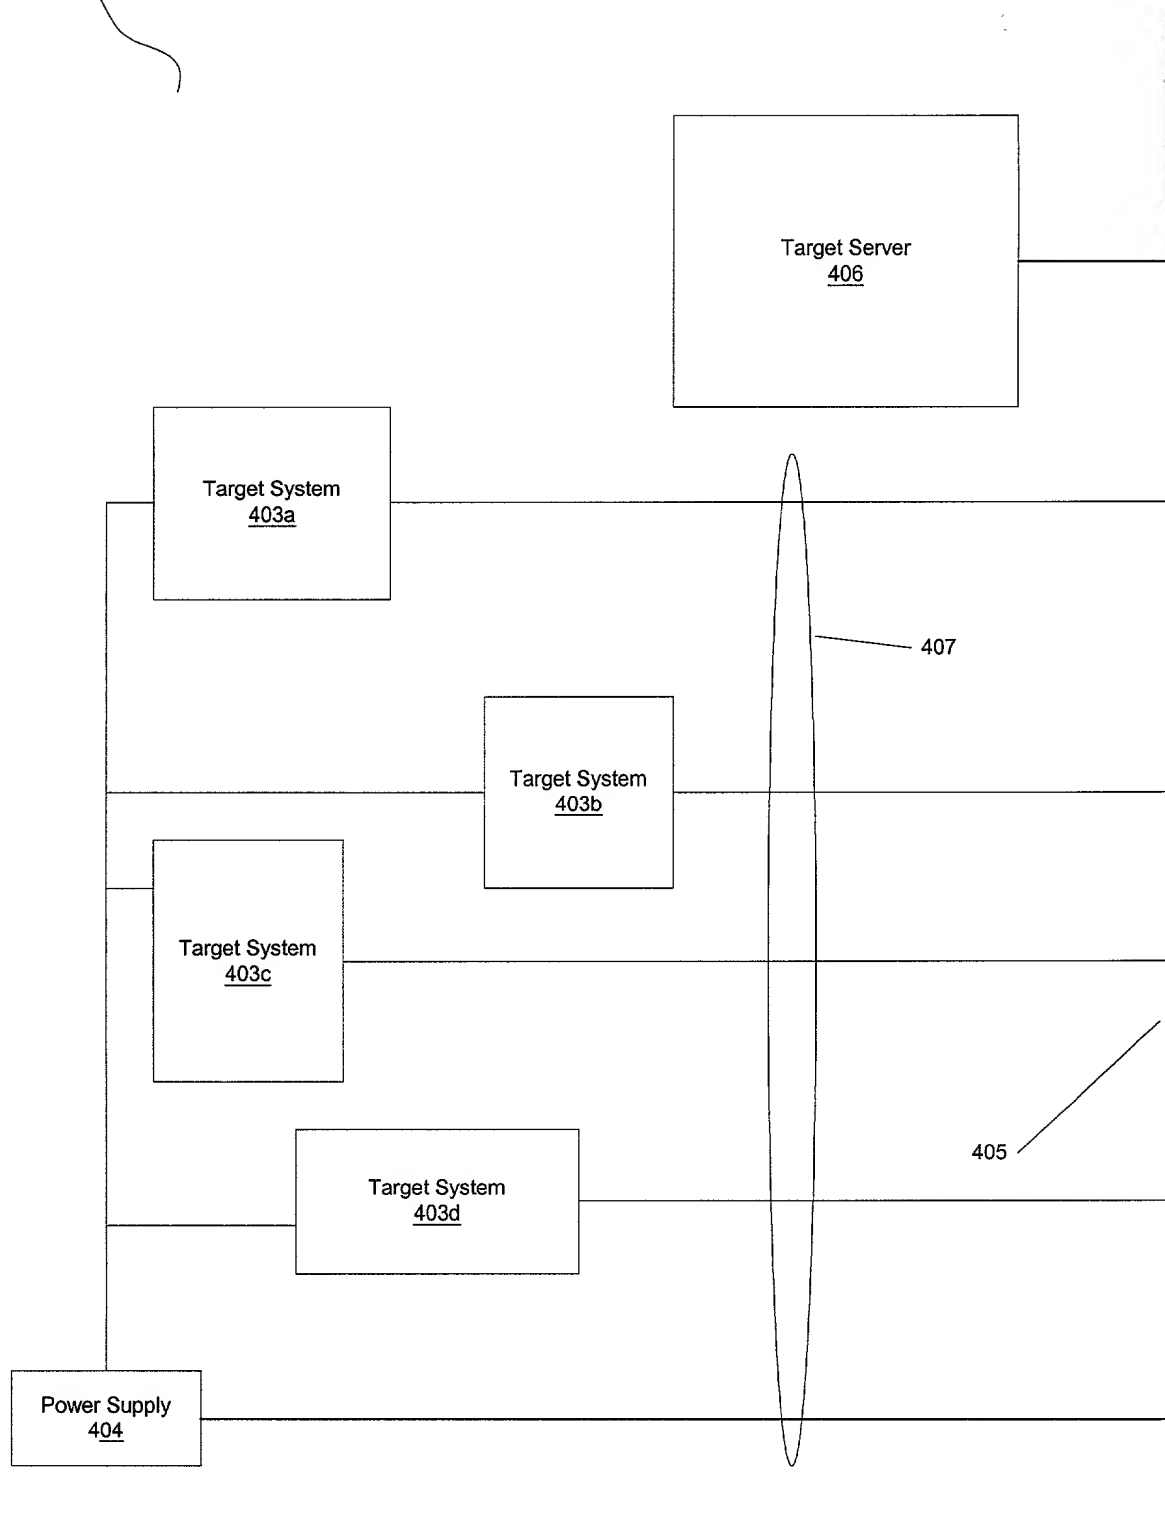 Target Server
406
Target System
403a
407
Target System
403b
Target System
403c
405
Target System
403d
Power Supply
404